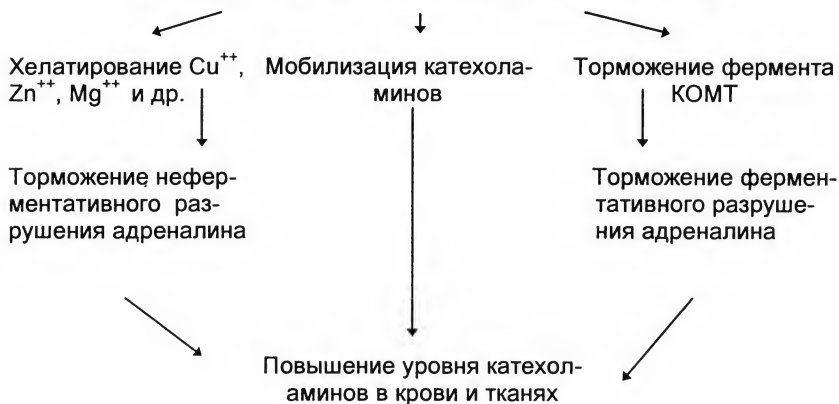 Хелатирование Cu⁺⁺,
Zn⁺⁺, Mg⁺⁺ и др.
Мобилизация катехола-
минов
Торможение фермента
КОМТ
Торможение нефер-
ментативного раз-
рушения адреналина
Торможение фермен-
тативного разруше-
ния адреналина
Повышение уровня катехол-
аминов в крови и тканях